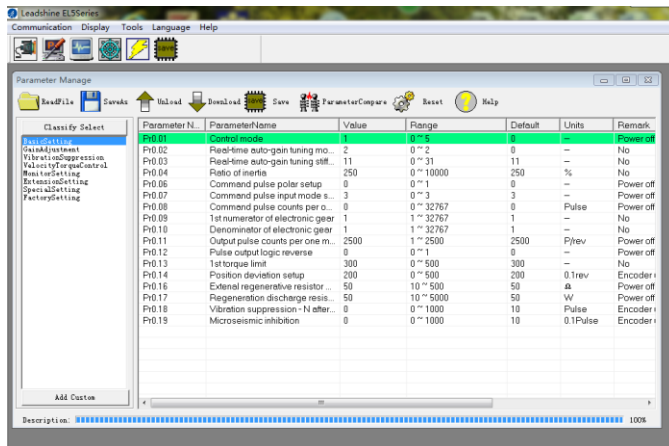 Leadshine EL5Series
Communication Display Tools Language Help
save
Parameter Manage
ReadFile SaveAs Unload Download save Save ParameterCompare Reset Help
Classify Select
BasicSetting
GainAdjustment
VibrationSuppression
VelocityTorqueControl
MonitorSetting
ExtensionSetting
SpecialSetting
FactorySetting
Add Custom
Parameter N... ParameterName Value Range Default Units Remark
Pr0.01 Control mode 1 0 ~ 5 0 – Power off
Pr0.02 Real-time auto-gain tuning mo... 2 0 ~ 2 0 – No
Pr0.03 Real-time auto-gain tuning stiff... 11 0 ~ 31 11 – No
Pr0.04 Ratio of inertia 250 0 ~ 10000 250 % No
Pr0.06 Command pulse polar setup 0 0 ~ 1 0 – Power off
Pr0.07 Command pulse input mode s... 3 0 ~ 3 3 – Power off
Pr0.08 Command pulse counts per o... 0 0 ~ 32767 0 Pulse Power off
Pr0.09 1st numerator of electronic gear 1 1 ~ 32767 1 – No
Pr0.10 Denominator of electronic gear 1 1 ~ 32767 1 – No
Pr0.11 Output pulse counts per one m... 2500 1 ~ 2500 2500 P/rev Power off
Pr0.12 Pulse output logic reverse 0 0 ~ 1 0 – Power off
Pr0.13 1st torque limit 300 0 ~ 500 300 – No
Pr0.14 Position deviation setup 200 0 ~ 500 200 0.1rev Encoder
Pr0.16 Extenal regenerative resistor ... 50 10 ~ 500 50 Ω Power off
Pr0.17 Regeneration discharge resis... 50 10 ~ 5000 50 W Power off
Pr0.18 Vibration suppression - N after... 0 0 ~ 1000 10 Pulse Encoder
Pr0.19 Microseismic inhibition 0 0 ~ 1000 10 0.1Pulse Encoder
Description: 100%